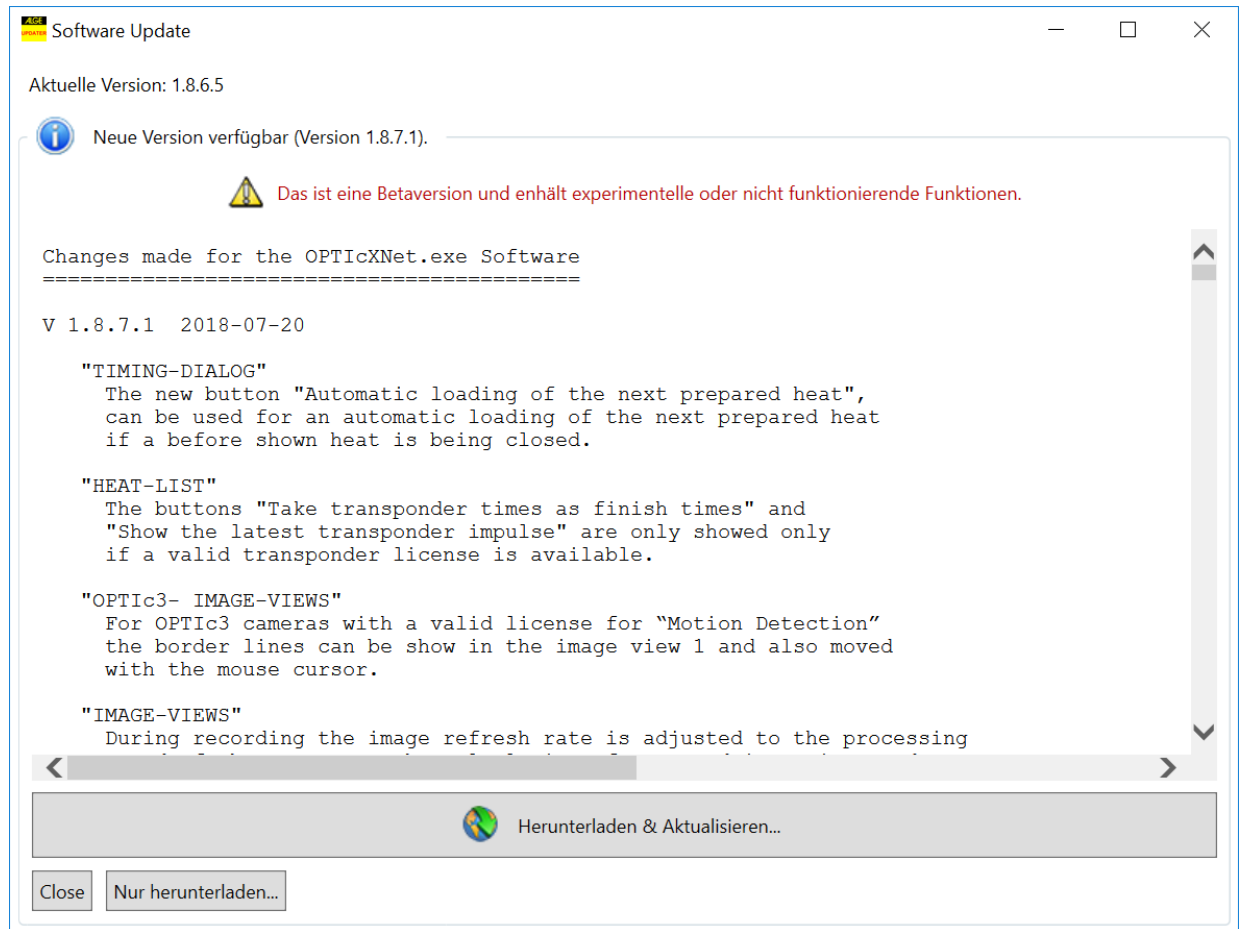 ALGE
UPDATER
Software Update
Aktuelle Version: 1.8.6.5
Neue Version verfügbar (Version 1.8.7.1).
Das ist eine Betaversion und enhält experimentelle oder nicht funktionierende Funktionen.
Changes made for the OPTIcXNet.exe Software
===========================================
V 1.8.7.1  2018-07-20
"TIMING-DIALOG"
The new button "Automatic loading of the next prepared heat",
can be used for an automatic loading of the next prepared heat
if a before shown heat is being closed.
"HEAT-LIST"
The buttons "Take transponder times as finish times" and
"Show the latest transponder impulse" are only showed only
if a valid transponder license is available.
"OPTIc3- IMAGE-VIEWS"
For OPTIc3 cameras with a valid license for “Motion Detection”
the border lines can be show in the image view 1 and also moved
with the mouse cursor.
"IMAGE-VIEWS"
During recording the image refresh rate is adjusted to the processing
Herunterladen & Aktualisieren...
Close
Nur herunterladen...